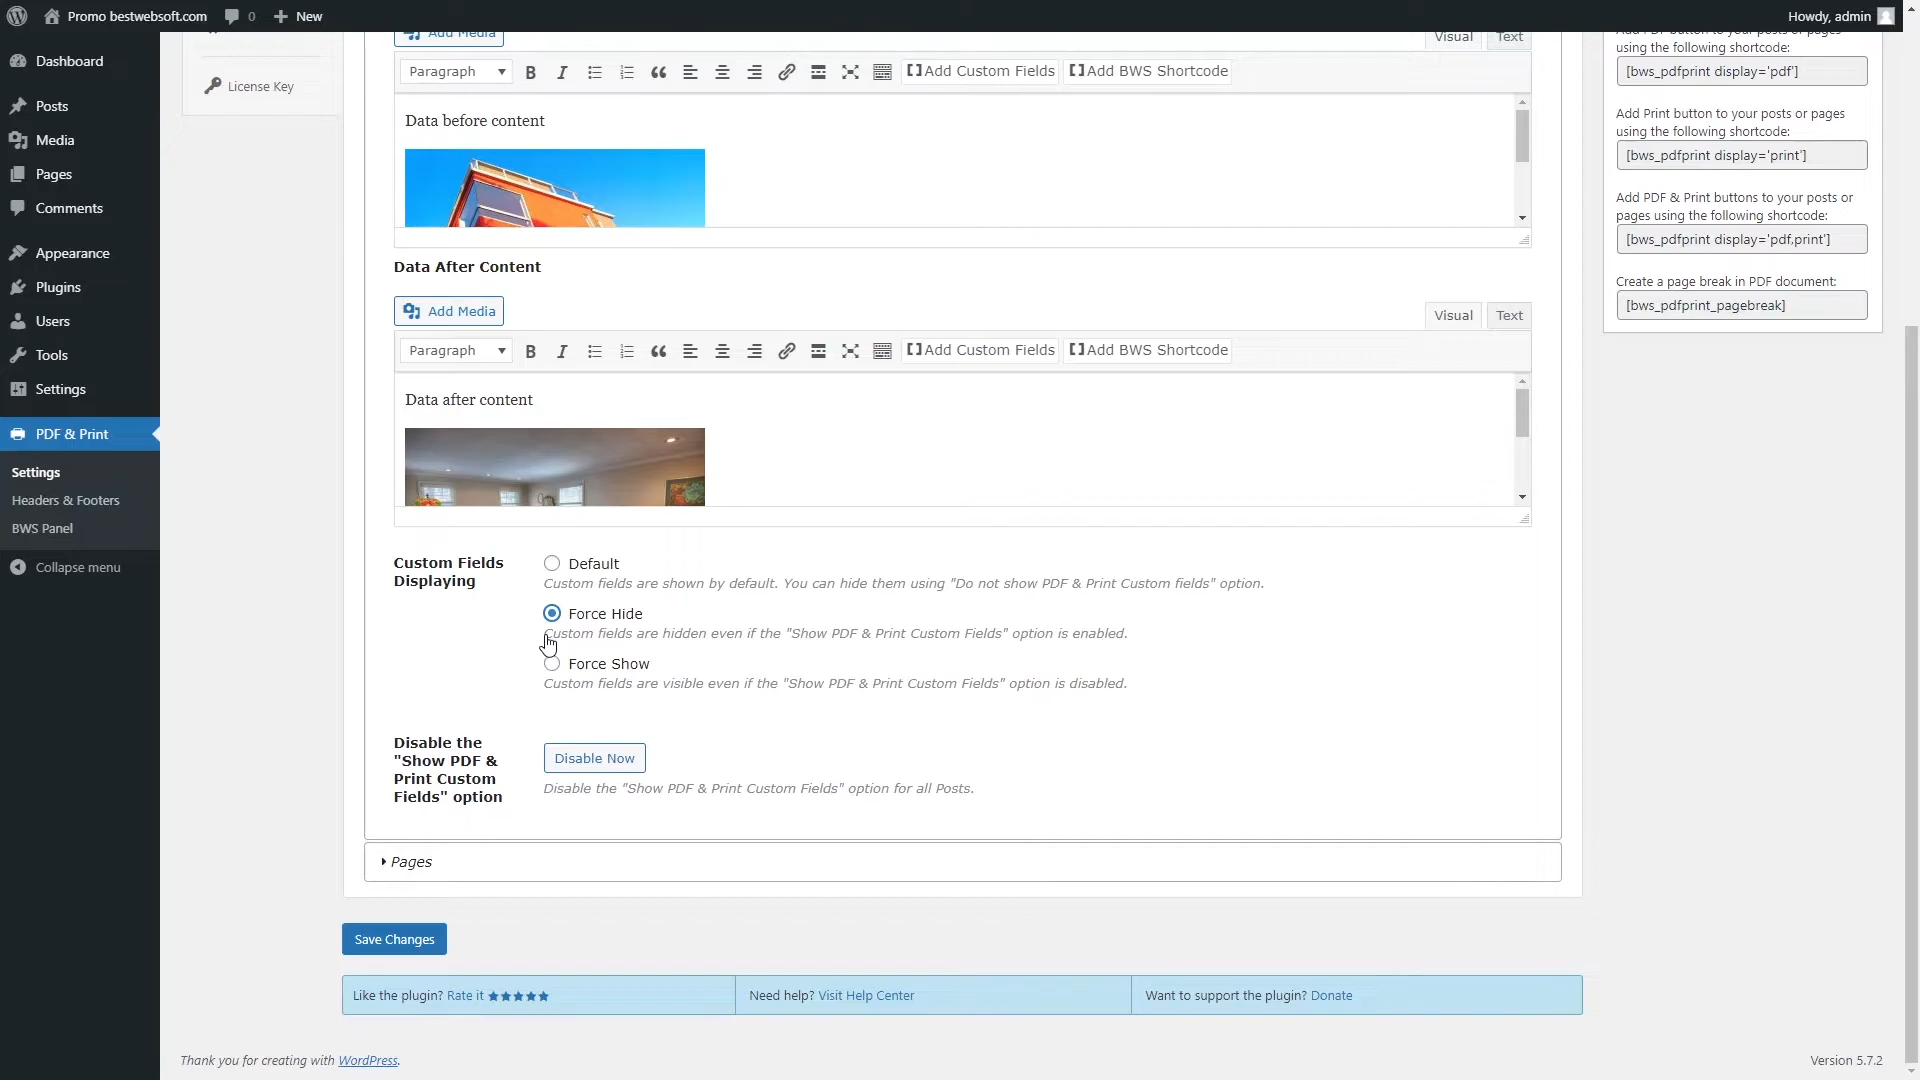 Promo bestwebsoft.com
0
New
Howdy, admin
Dashboard
Posts
Media
Pages
Comments
Appearance
Plugins
Users
Tools
Settings
PDF & Print
Settings
Headers & Footers
BWS Panel
Collapse menu
License Key
Add Media
Visual
Text
Paragraph
B
I
Add Custom Fields
Add BWS Shortcode
Data before content
Data After Content
Add Media
Visual
Text
Paragraph
B
I
Add Custom Fields
Add BWS Shortcode
Data after content
Custom Fields
Displaying
Default
Custom fields are shown by default. You can hide them using "Do not show PDF & Print Custom fields" option.
Force Hide
Custom fields are hidden even if the "Show PDF & Print Custom Fields" option is enabled.
Force Show
Custom fields are visible even if the "Show PDF & Print Custom Fields" option is disabled.
Disable the
"Show PDF &
Print Custom
Fields" option
Disable Now
Disable the "Show PDF & Print Custom Fields" option for all Posts.
Pages
Save Changes
Like the plugin? Rate it
Need help? Visit Help Center
Want to support the plugin? Donate
Thank you for creating with WordPress.
Version 5.7.2
Add PDF button to your posts or pages
using the following shortcode:
[bws_pdfprint display='pdf']
Add Print button to your posts or pages
using the following shortcode:
[bws_pdfprint display='print']
Add PDF & Print buttons to your posts or
pages using the following shortcode:
[bws_pdfprint display='pdf,print']
Create a page break in PDF document:
[bws_pdfprint_pagebreak]